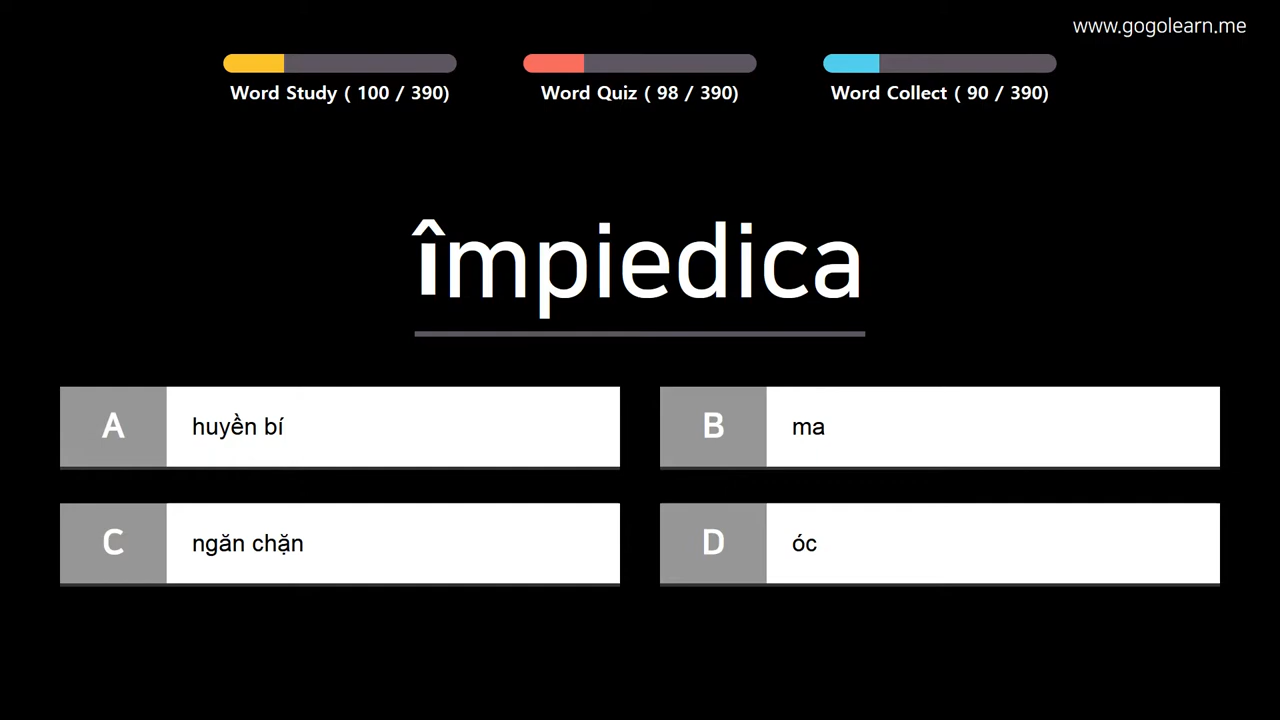 www.gogolearn.me
Word Study ( 100 / 390)
Word Quiz ( 98 / 390)
Word Collect ( 90 / 390)
împiedica
A huyền bí
B ma
C ngăn chặn
D óc